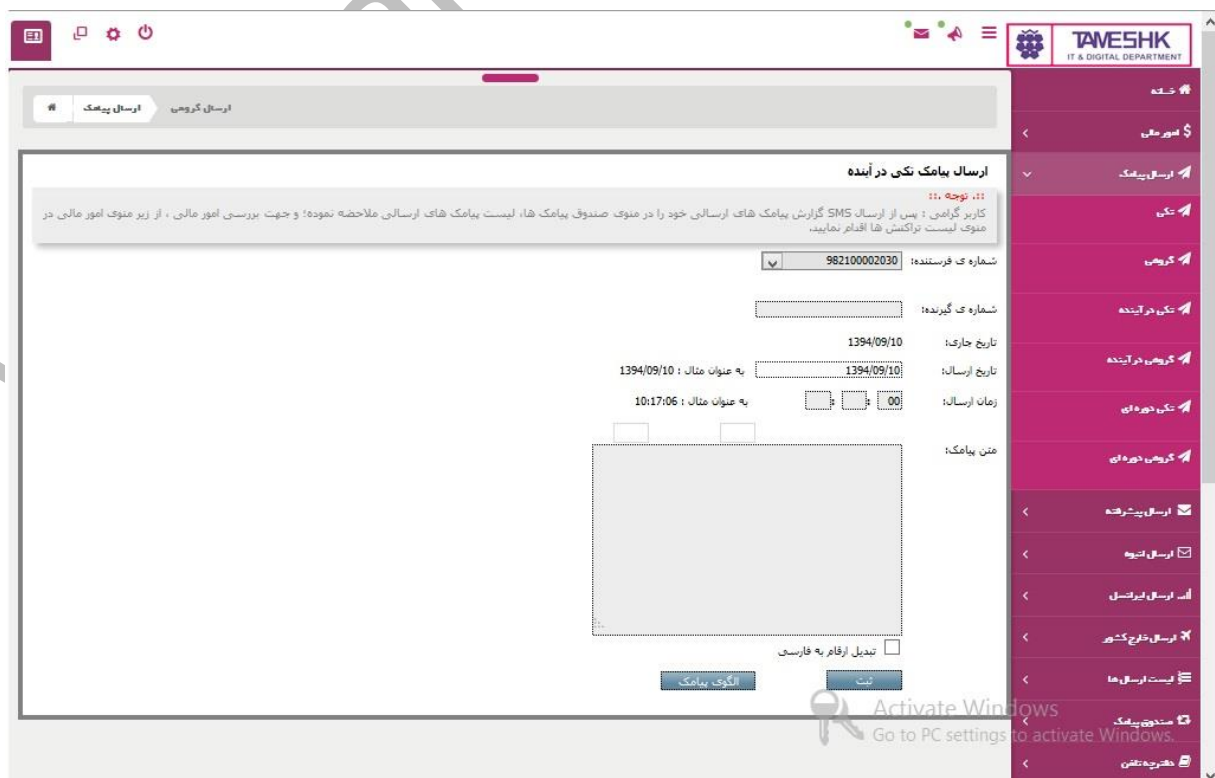 TAMESHK
IT & DIGITAL DEPARTMENT
خانه
امور مالی
ارسال پیامک
تکی
گروهی
تکی در آینده
گروهی در آینده
تکی دوره ای
گروهی دوره ای
ارسال پیشرفته
ارسال انبوه
ارسال ایرانسل
ارسال خارج کشور
لیست ارسال ها
صندوق پیامک
دفترچه تلفن
ارسال پیامک
ارسال گروهی
ارسال پیامک تکی در آینده
.:: توجه ::.
کاربر گرامی : پس از ارسال SMS گزارش پیامک های ارسالی خود را در منوی صندوق پیامک ها، لیست پیامک های ارسالی ملاحضه نموده؛ و جهت بررسی امور مالی ، از زیر منوی امور مالی در
منوی لیست تراکنش ها اقدام نمایید.
شماره ی فرستنده: 982100002030
شماره ی گیرنده:
تاریخ جاری: 1394/09/10
تاریخ ارسال: 1394/09/10 به عنوان مثال : 1394/09/10
زمان ارسال: 00 : : به عنوان مثال : 10:17:06
متن پیامک:
تبدیل ارقام به فارسی
ثبت
الگوی پیامک
Activate Windows
Go to PC settings to activate Windows.